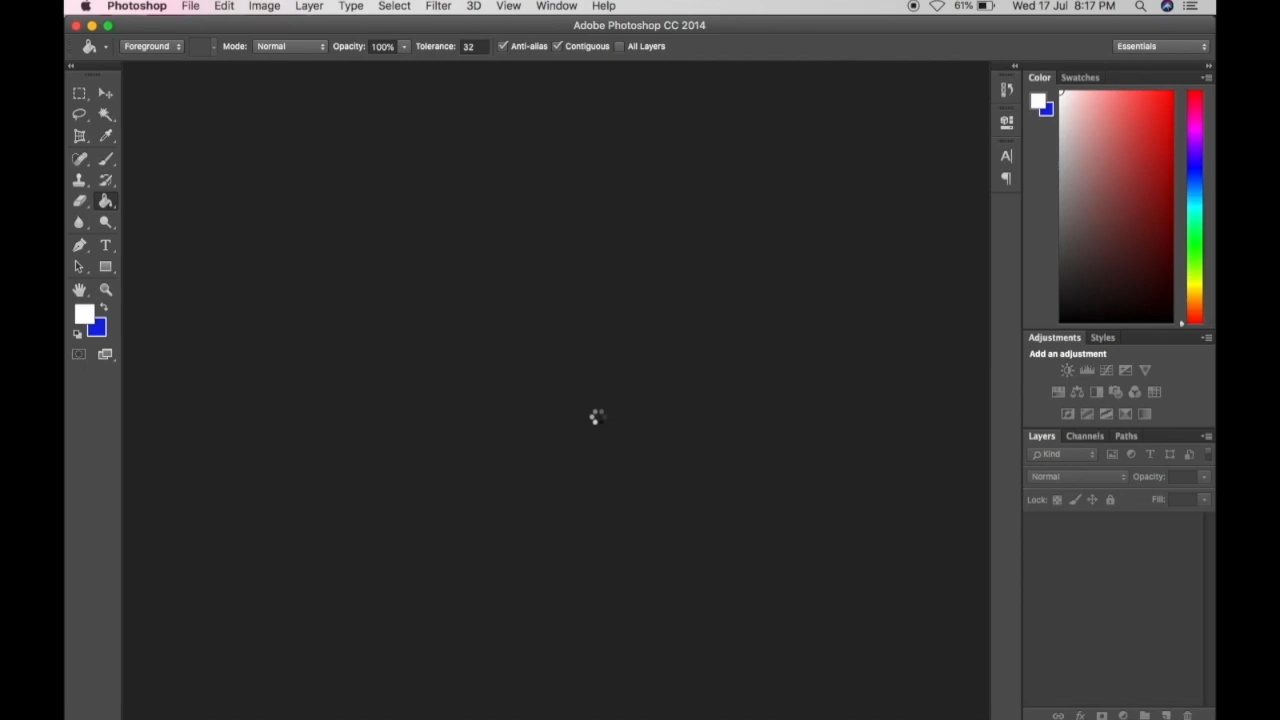 Photoshop File Edit Image Layer Type Select Filter 3D View Window Help 61% Wed 17 Jul 8:17 PM
Adobe Photoshop CC 2014
Foreground Mode: Normal Opacity: 100% Tolerance: 32 Anti-alias Contiguous All Layers Essentials
Color Swatches
Adjustments Styles
Add an adjustment
Layers Channels Paths
Kind
Normal Opacity:
Lock: Fill: